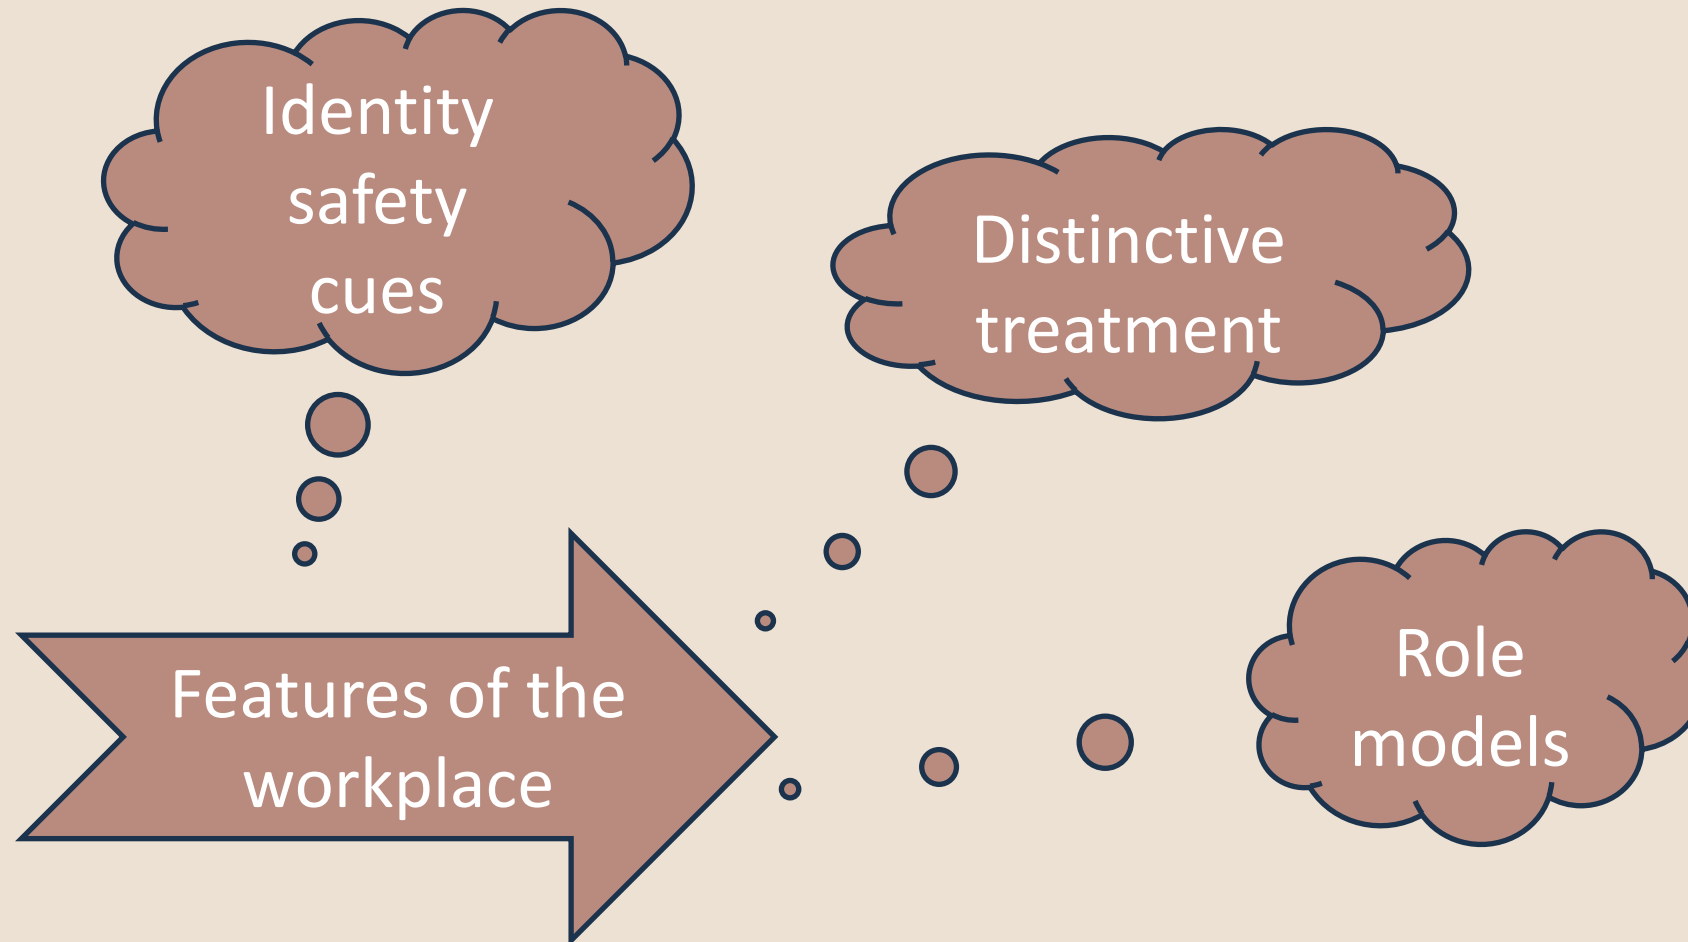 Identity
safety
cues
Distinctive
treatment
Features of the
workplace
Role
models